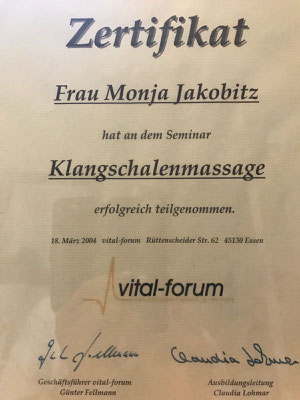 Zertifikat
Frau Monja Jakobitz
hat an dem Seminar
Klangschalenmassage
erfolgreich teilgenommen.
18. März 2004 vital-forum Rüttenscheider Str. 62 45130 Essen
vital-forum
Geschäftsführer vital-forum Ausbildungsleitung
Günter Fellmann Claudia Lohmar